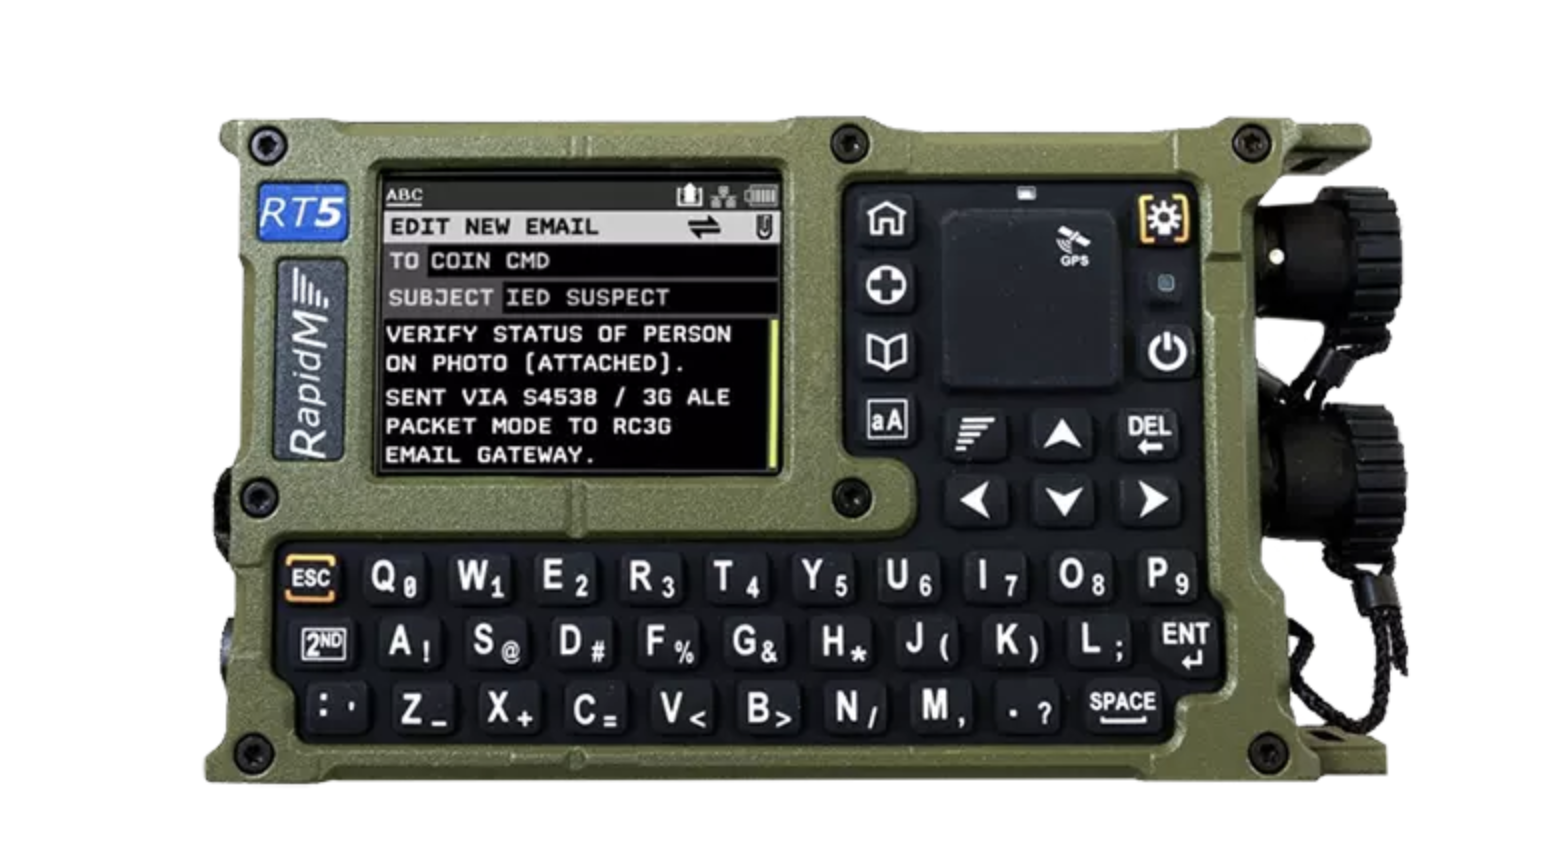 RT5
RapidM
ABC
EDIT NEW EMAIL
TO COIN CMD
SUBJECT IED SUSPECT
VERIFY STATUS OF PERSON
ON PHOTO (ATTACHED).
SENT VIA S4538 / 3G ALE
PACKET MODE TO RC3G
EMAIL GATEWAY.
GPS
aA
DEL
ESC Q 0 W 1 E 2 R 3 T 4 Y 5 U 6 I 7 O 8 P 9
2ND A ! S @ D # F % G & H * J ( K ) L ; ENT
: ' Z _ X + C = V < B > N / M , . ? SPACE